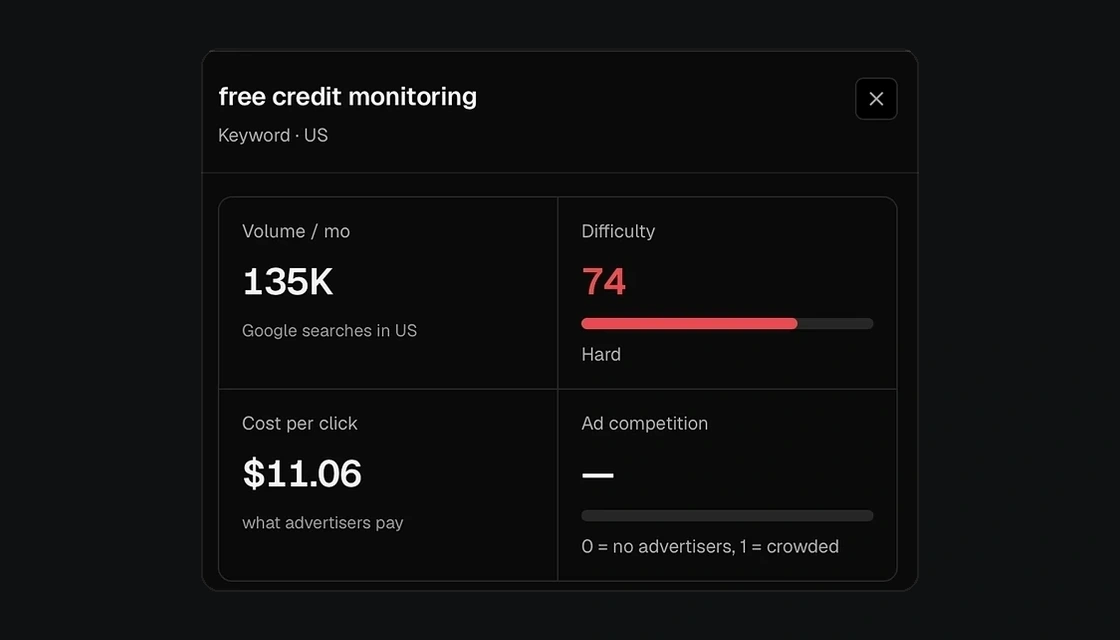 free credit monitoring
Keyword · US
Volume / mo
135K
Google searches in US
Difficulty
74
Hard
Cost per click
$11.06
what advertisers pay
Ad competition
—
0 = no advertisers, 1 = crowded